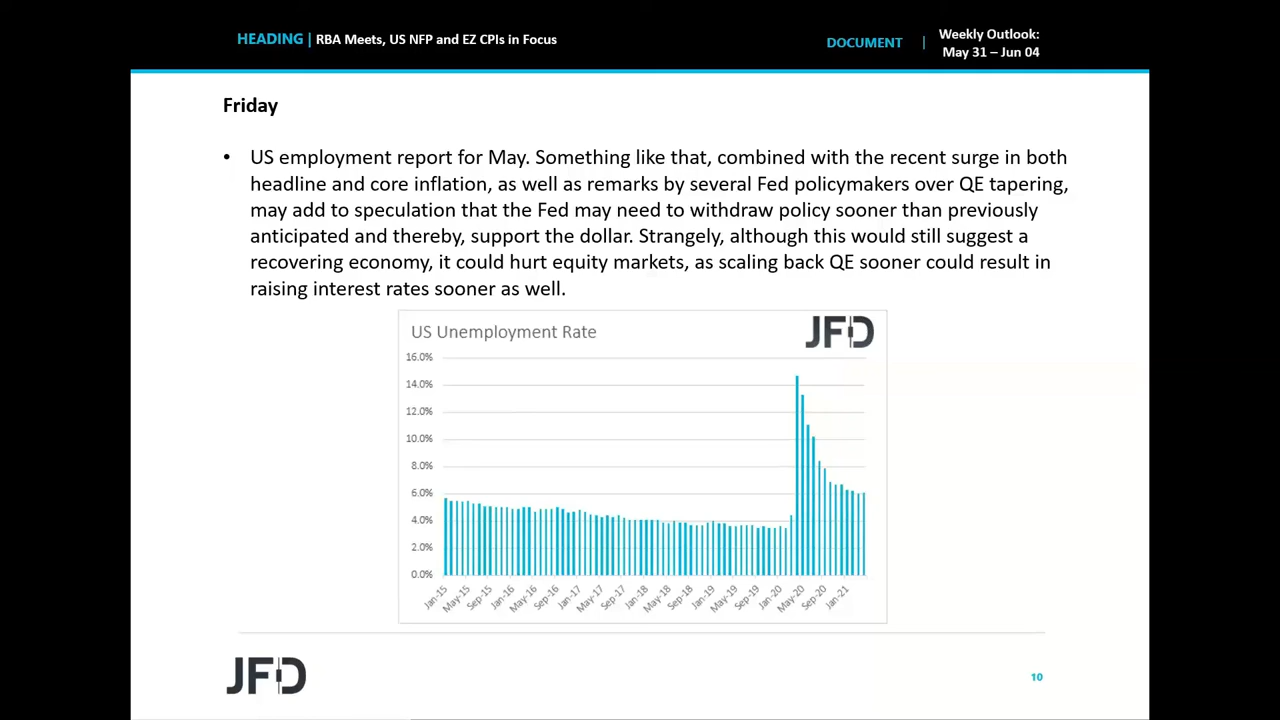 HEADING | RBA Meets, US NFP and EZ CPIs in Focus
DOCUMENT | Weekly Outlook:
May 31 – Jun 04
Friday
• US employment report for May. Something like that, combined with the recent surge in both
headline and core inflation, as well as remarks by several Fed policymakers over QE tapering,
may add to speculation that the Fed may need to withdraw policy sooner than previously
anticipated and thereby, support the dollar. Strangely, although this would still suggest a
recovering economy, it could hurt equity markets, as scaling back QE sooner could result in
raising interest rates sooner as well.
US Unemployment Rate
JFD
16.0%
14.0%
12.0%
10.0%
8.0%
6.0%
4.0%
2.0%
0.0%
Jan-15 May-15 Sep-15 Jan-16 May-16 Sep-16 Jan-17 May-17 Sep-17 Jan-18 May-18 Sep-18 Jan-19 May-19 Sep-19 Jan-20 May-20 Sep-20 Jan-21
JFD
10